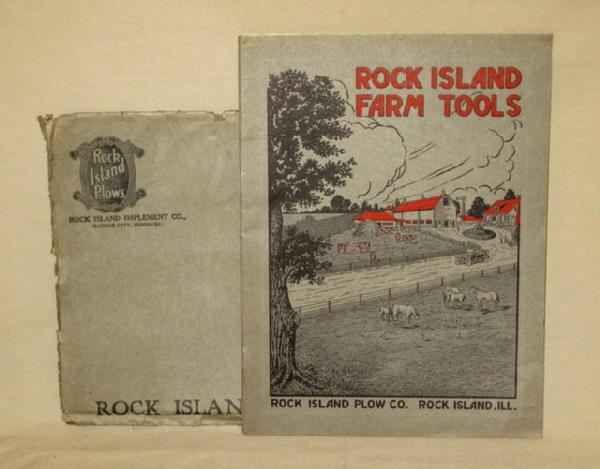 Rock
Island
Plows
ROCK ISLAND IMPLEMENT CO.,
KANSAS CITY, MISSOURI.
ROCK ISLAN
ROCK ISLAND
FARM TOOLS
ROCK ISLAND PLOW CO. ROCK ISLAND, ILL.